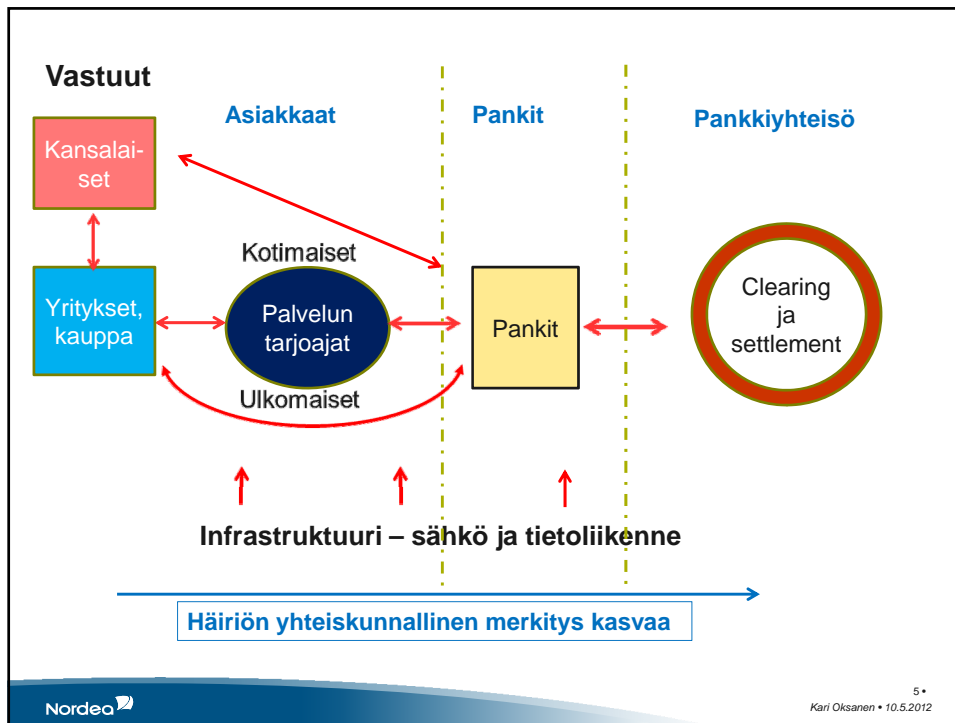 Vastuut
Asiakkaat
Pankit
Pankkiyhteisö
Kansalai-
set
Kotimaiset
Yritykset,
kauppa
Palvelun
tarjoajat
Pankit
Clearing
ja
settlement
Ulkomaiset
Infrastruktuuri – sähkö ja tietoliikenne
Häiriön yhteiskunnallinen merkitys kasvaa
Nordea
5 •
Kari Oksanen • 10.5.2012